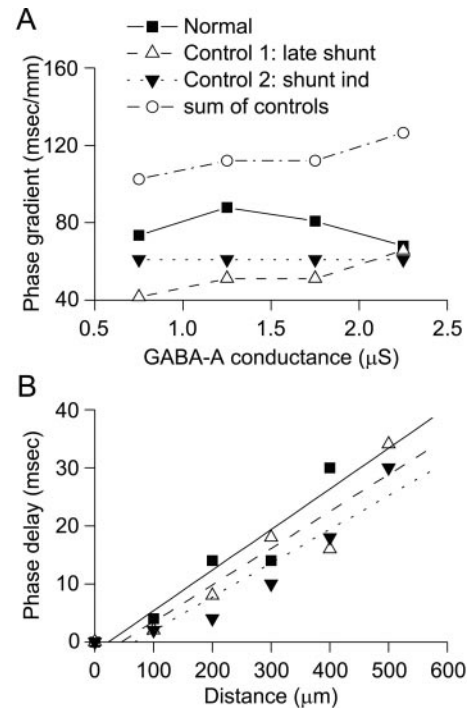 A
Normal
Control 1: late shunt
Control 2: shunt ind
sum of controls
Phase gradient (msec/mm)
160
120
80
40
0.5 1.0 1.5 2.0 2.5
GABA-A conductance (μS)
B
Phase delay (msec)
40
30
20
10
0
0 100 200 300 400 500 600
Distance (μm)